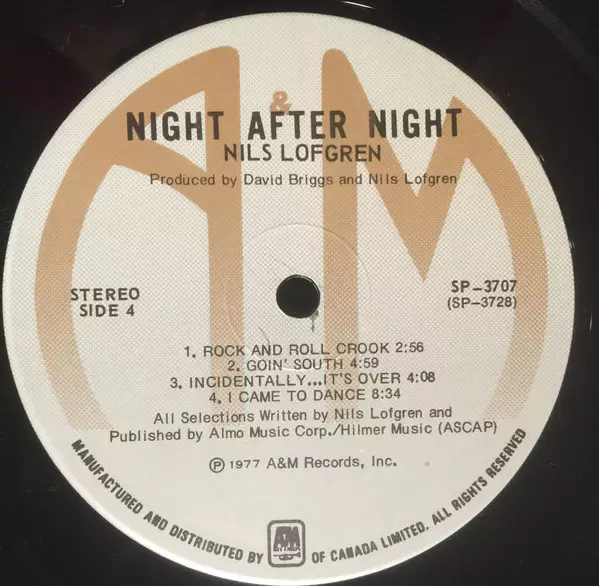 &
NIGHT AFTER NIGHT
NILS LOFGREN
Produced by David Briggs and Nils Lofgren
STEREO
SIDE 4
SP-3707
(SP-3728)
1. ROCK AND ROLL CROOK 2:56
2. GOIN' SOUTH 4:59
3. INCIDENTALLY...IT'S OVER 4:08
4. I CAME TO DANCE 8:34
All Selections Written by Nils Lofgren and
Published by Almo Music Corp./Hilmer Music (ASCAP)
℗ 1977 A&M Records, Inc.
MANUFACTURED AND DISTRIBUTED BY A&M OF CANADA LIMITED. ALL RIGHTS RESERVED